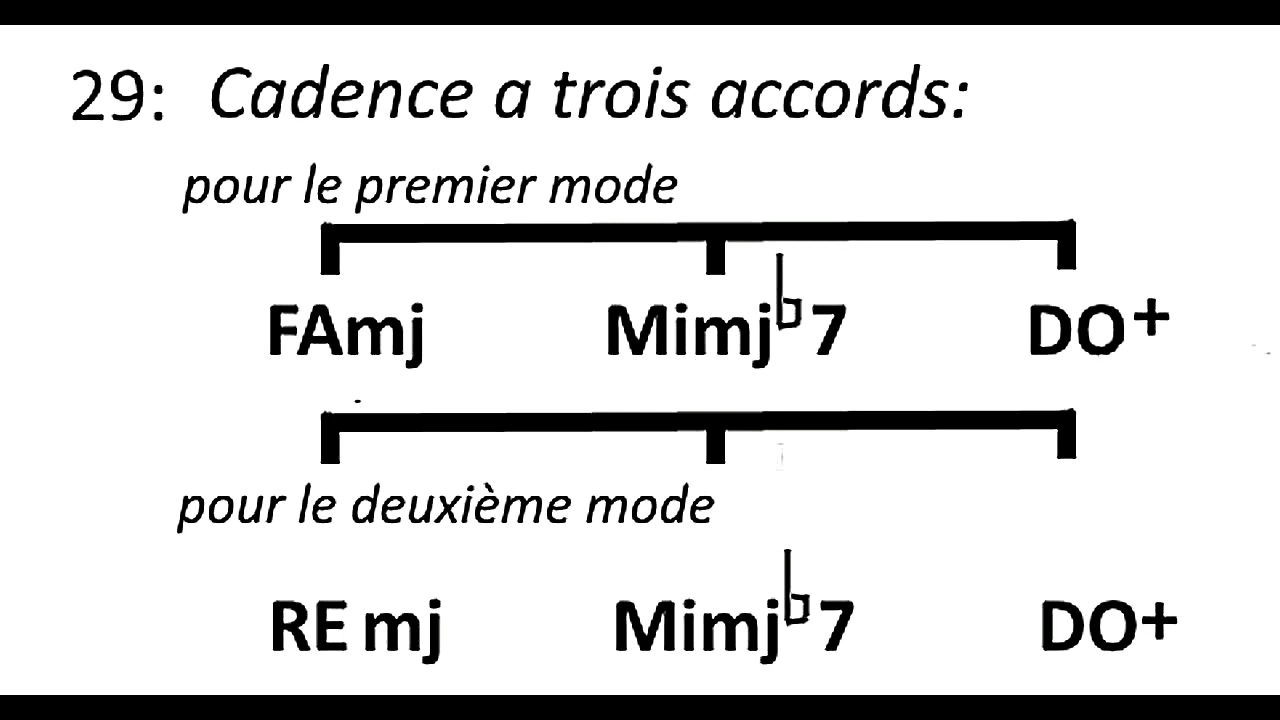 29: Cadence a trois accords:
pour le premier mode
FAmj Mimj♭7 DO+
pour le deuxième mode
RE mj Mimj♭7 DO+